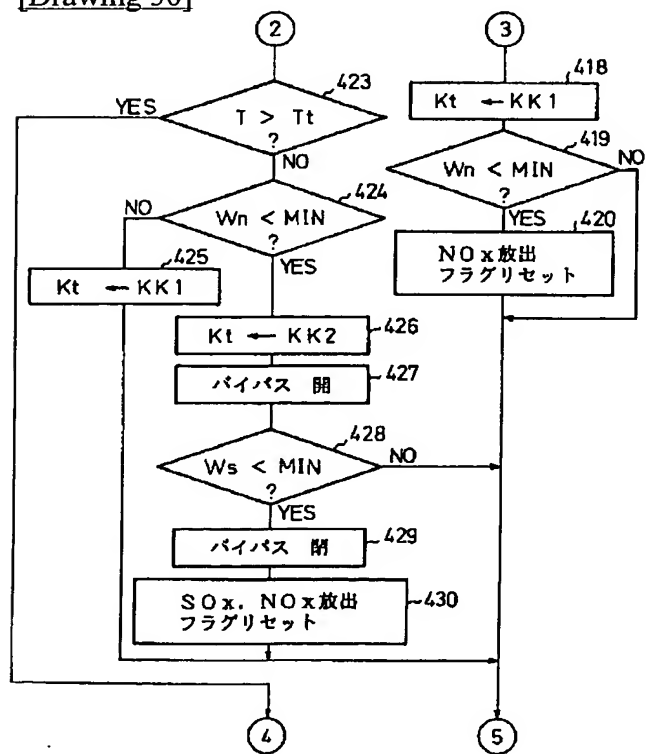 [Drawing 30]
2
423
YES
T > Tt
?
NO
424
NO
Wn < MIN
?
YES
425
Kt ← KK1
426
Kt ← KK2
427
バイパス 開
428
Ws < MIN
NO
?
YES
429
バイパス 閉
430
SOx, NOx放出
フラグリセット
4
3
418
Kt ← KK1
419
Wn < MIN
NO
?
YES
420
NOx放出
フラグリセット
5